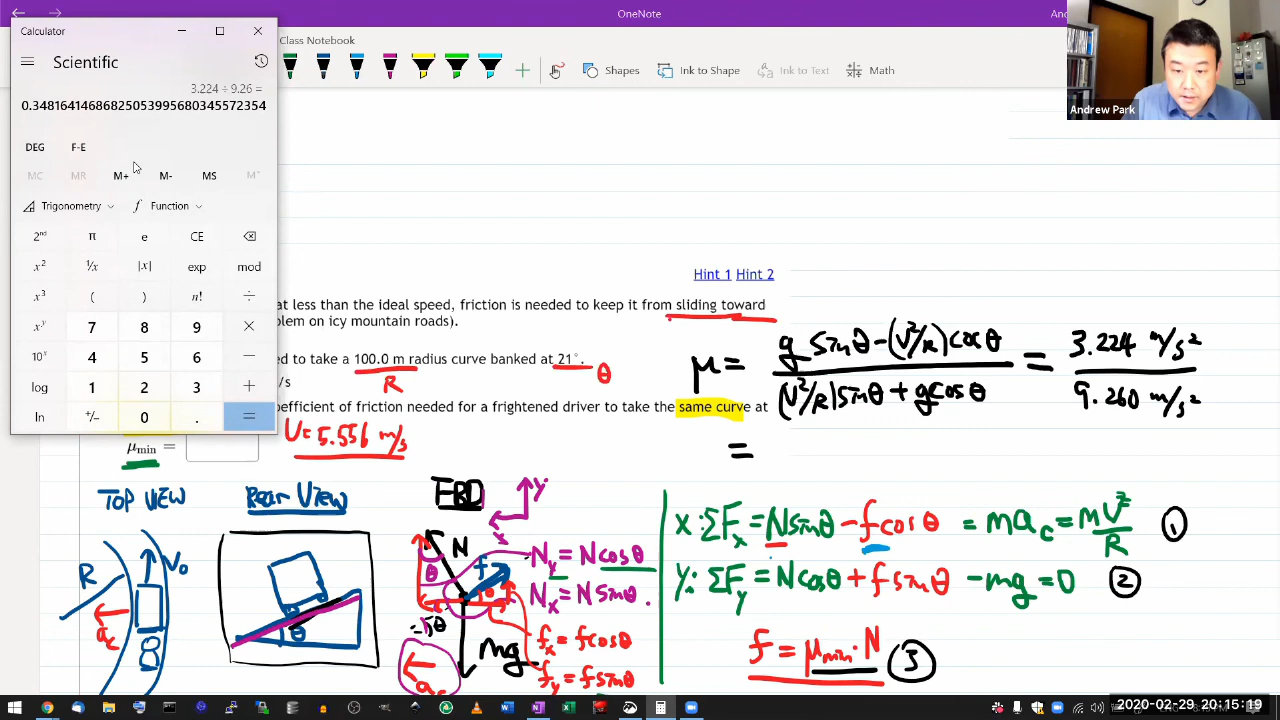 OneNote
An
Calculator
Class Notebook
Scientific
Shapes
Ink to Shape
Ink to Text
Math
3.224 ÷ 9.26 =
0.34816414686825053995680345572354
Andrew Park
DEG F-E
MC MR M+ M- MS M˅
Trigonometry Function
2ⁿᵈ π e CE
x² ¹/x |x| exp mod
x³ ( ) n! ÷
xʸ 7 8 9 ×
10ˣ 4 5 6 −
log 1 2 3 +
ln ⁺/₋ 0 . =
Hint 1 Hint 2
at less than the ideal speed, friction is needed to keep it from sliding toward
blem on icy mountain roads).
ed to take a 100.0 m radius curve banked at 21°.
R θ
/s
oefficient of friction needed for a frightened driver to take the same curve at
μmin =
V = 5.556 m/s
μ = (g sinθ − (V²/R) cosθ) / ((V²/R) sinθ + g cosθ) = 3.224 m/s² / 9.260 m/s²
=
TOP VIEW
R
V₀
ac
Rear View
θ
FBD
y
x
N
θ
f
θ
mg
ac
Ny = N cosθ
Nx = N sinθ.
fx = f cosθ
fy = f sinθ
x: ΣFx = N sinθ − f cosθ = mac = mV²/R ①
y: ΣFy = N cosθ + f sinθ − mg = 0 ②
f = μmin · N ③
2020-02-29 20:15:19